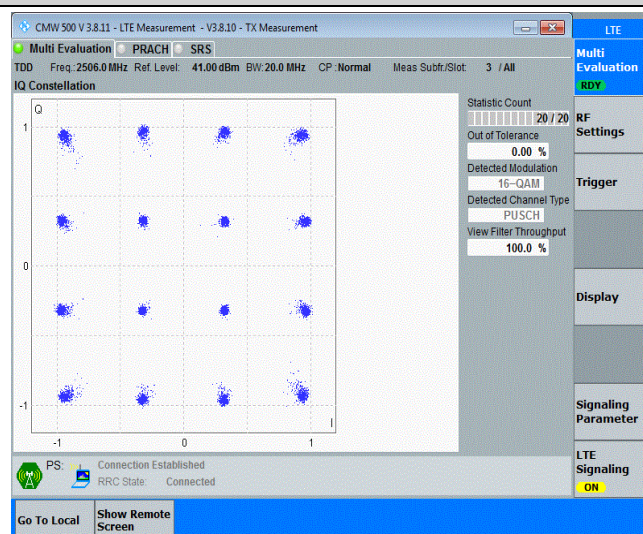 CMW 500 V 3.8.11 - LTE Measurement - V3.8.10 - TX Measurement
LTE
Multi Evaluation PRACH SRS
TDD Freq.:2506.0 MHz Ref. Level: 41.00 dBm BW: 20.0 MHz CP : Normal Meas Subfr./Slot: 3 / All
IQ Constellation
Q
1
0
-1
I
-1 0 1
Statistic Count
20 / 20
Out of Tolerance
0.00 %
Detected Modulation
16-QAM
Detected Channel Type
PUSCH
View Filter Throughput
100.0 %
Multi
Evaluation
RDY
RF
Settings
Trigger
Display
Signaling
Parameter
LTE
Signaling
ON
PS: Connection Established
RRC State: Connected
Go To Local
Show Remote
Screen